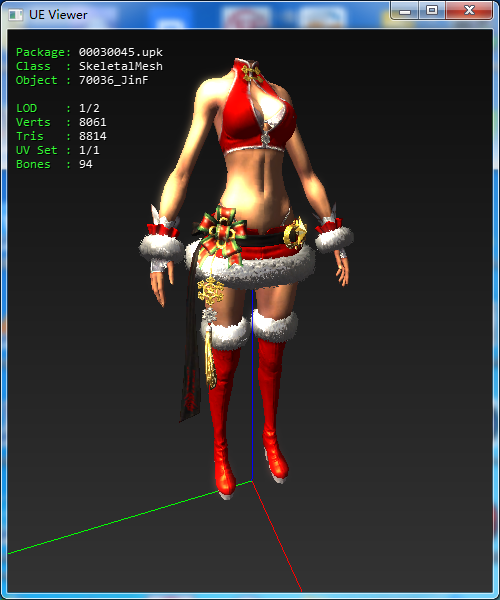 UE Viewer
Package: 00030045.upk
Class  : SkeletalMesh
Object : 70036_JinF
LOD    : 1/2
Verts  : 8061
Tris   : 8814
UV Set : 1/1
Bones  : 94